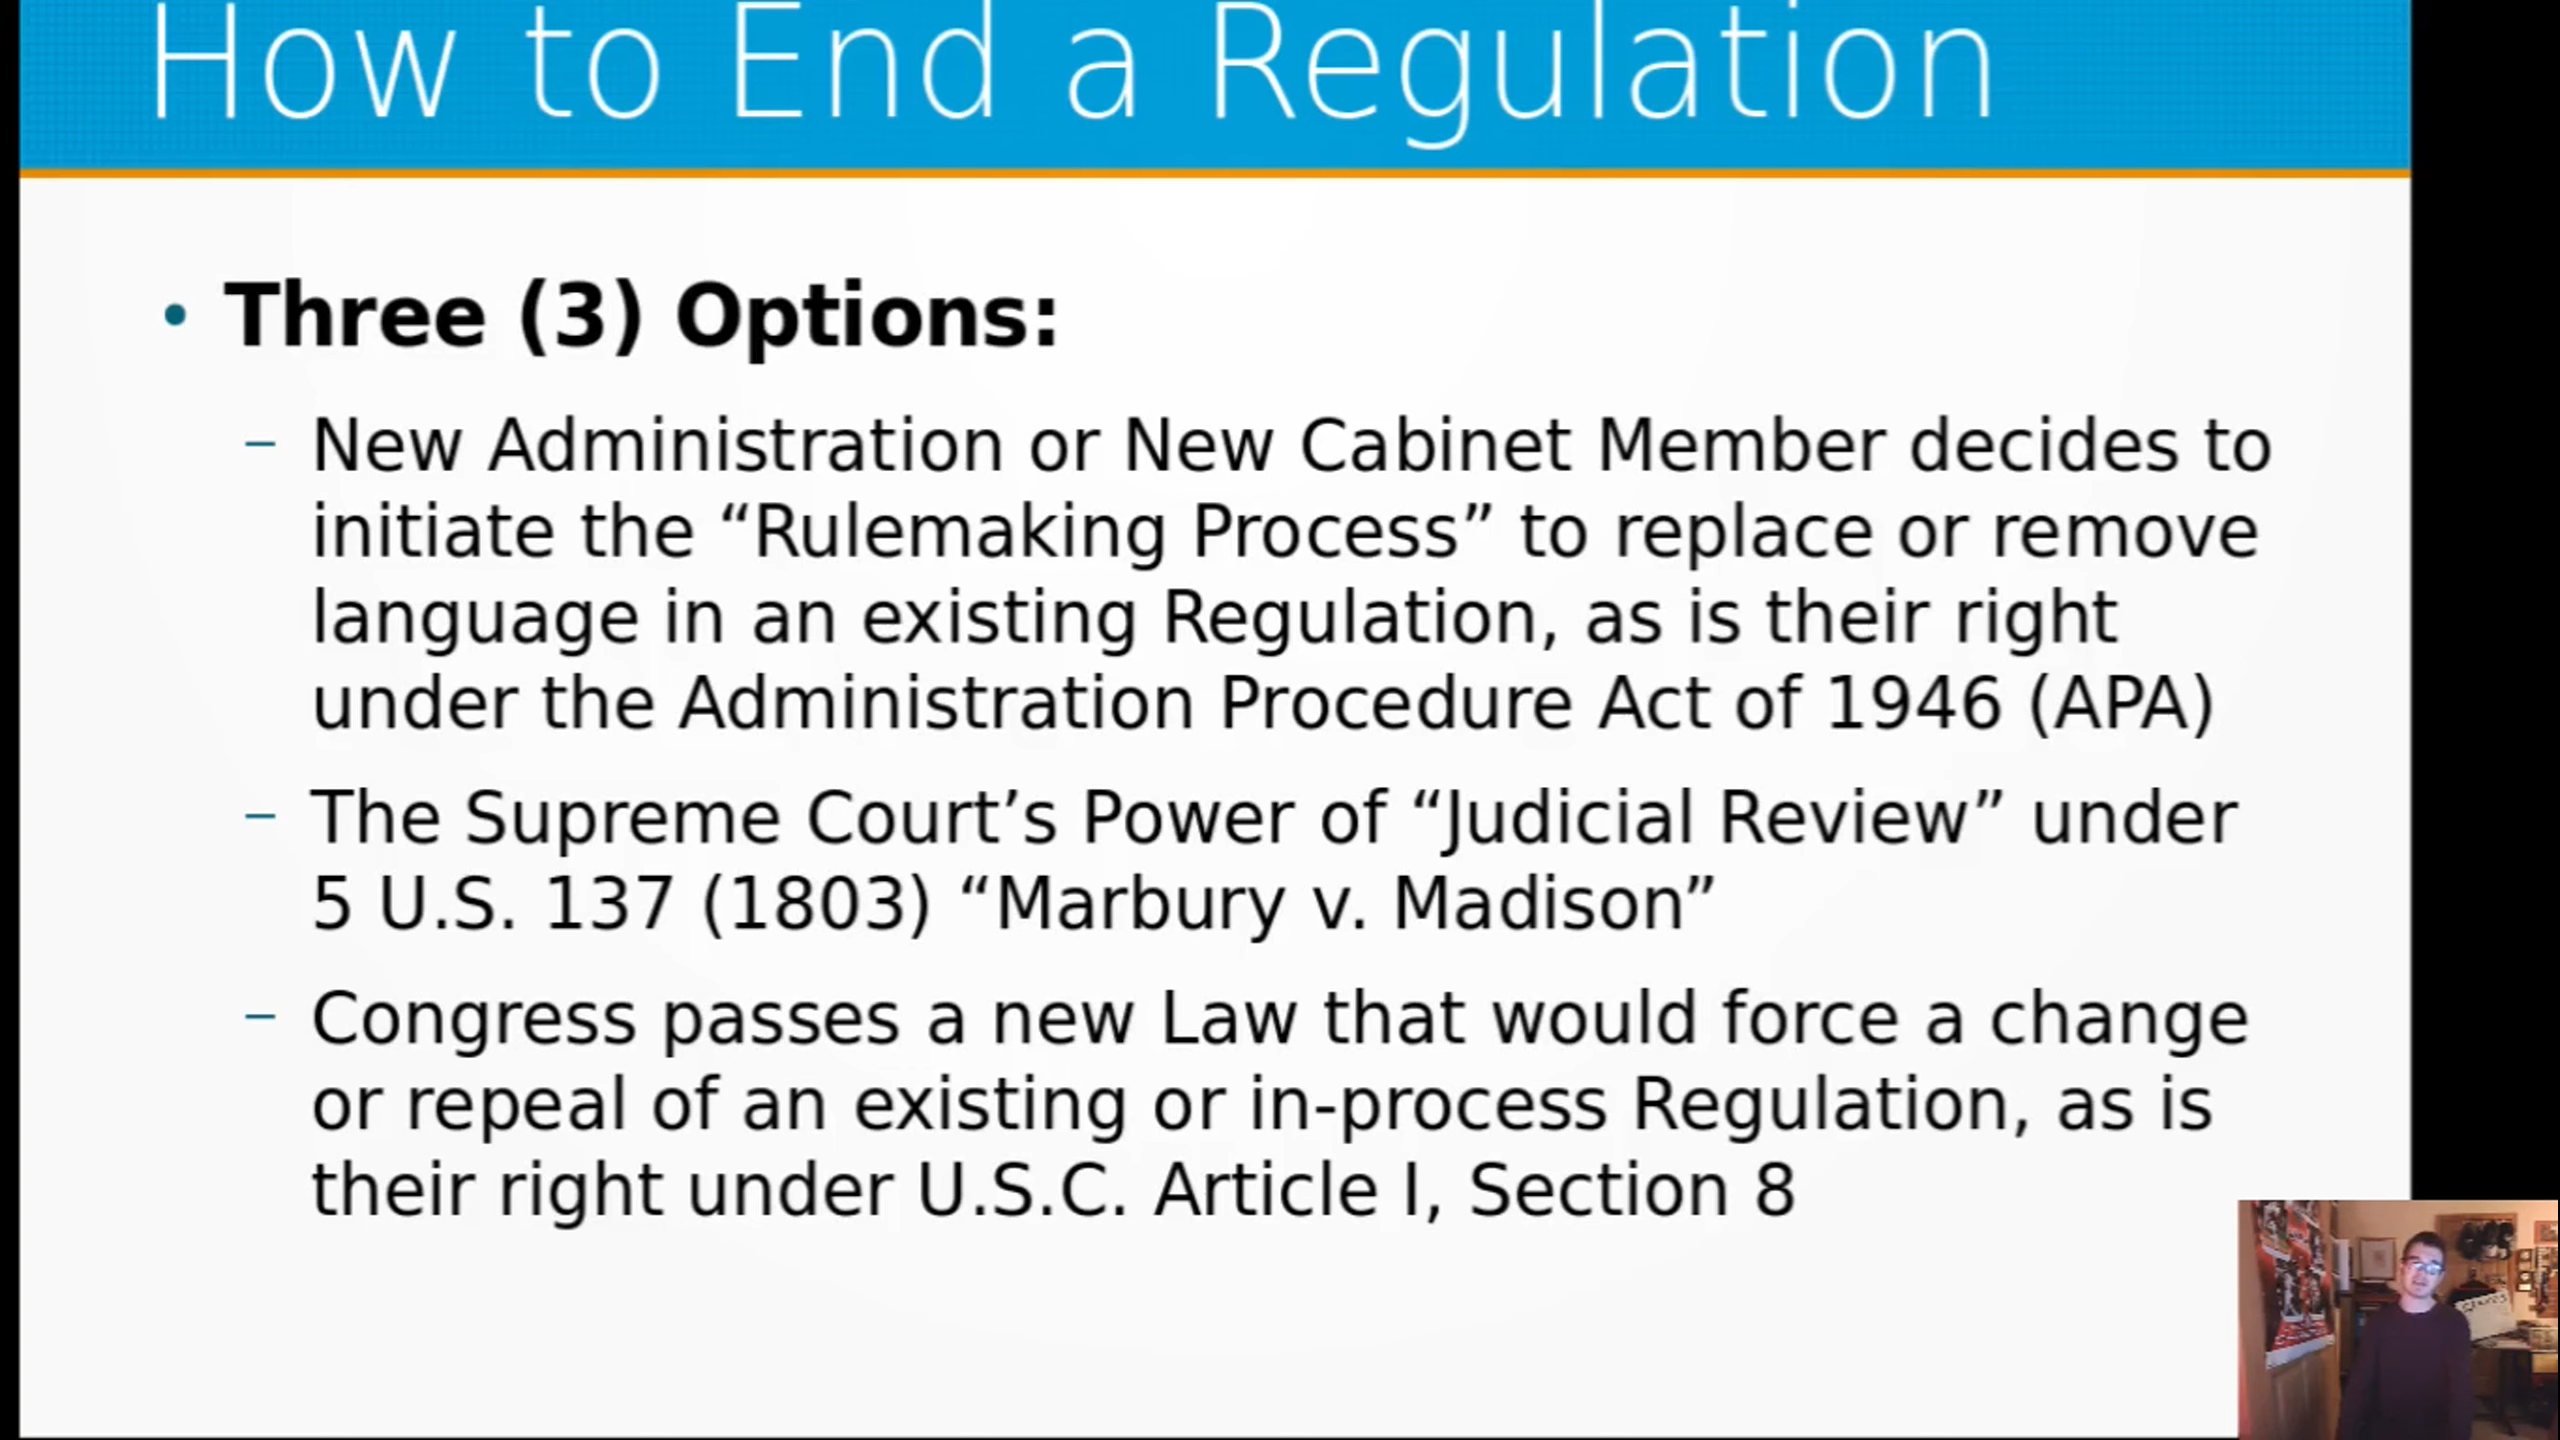 How to End a Regulation
• Three (3) Options:
– New Administration or New Cabinet Member decides to
initiate the “Rulemaking Process” to replace or remove
language in an existing Regulation, as is their right
under the Administration Procedure Act of 1946 (APA)
– The Supreme Court’s Power of “Judicial Review” under
5 U.S. 137 (1803) “Marbury v. Madison”
– Congress passes a new Law that would force a change
or repeal of an existing or in-process Regulation, as is
their right under U.S.C. Article I, Section 8